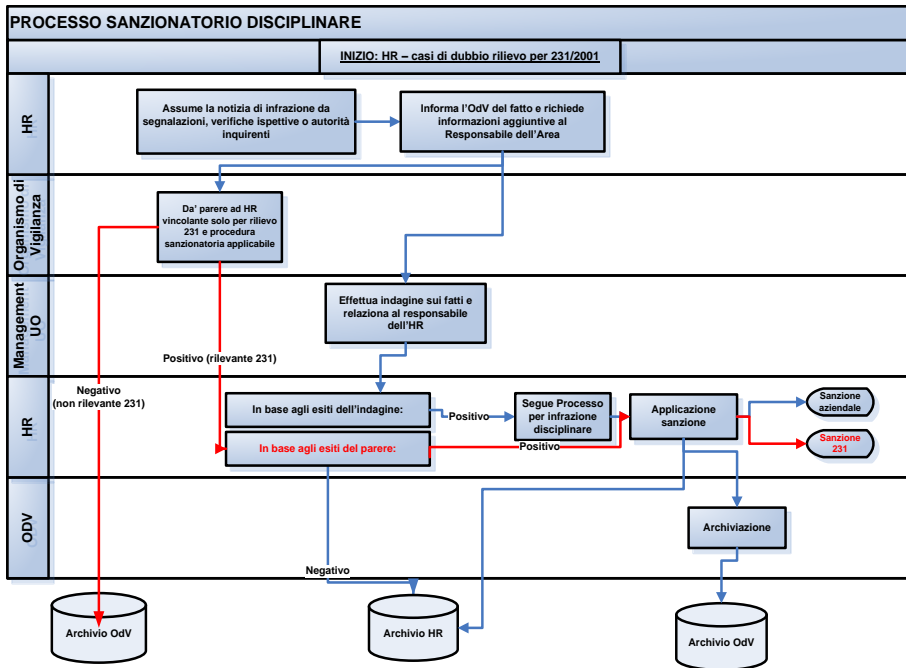 PROCESSO SANZIONATORIO DISCIPLINARE
INIZIO: HR – casi di dubbio rilievo per 231/2001
HR
Assume la notizia di infrazione da
segnalazioni, verifiche ispettive o autorità
inquirenti
Informa l'OdV del fatto e richiede
informazioni aggiuntive al
Responsabile dell'Area
Organismo di
Vigilanza
Da' parere ad HR
vincolante solo per rilievo
231 e procedura
sanzionatoria applicabile
Management
UO
Effettua indagine sui fatti e
relaziona al responsabile
dell'HR
Positivo (rilevante 231)
Negativo
(non rilevante 231)
HR
In base agli esiti dell'indagine:
Positivo
Segue Processo
per infrazione
disciplinare
Applicazione
sanzione
Sanzione
aziendale
In base agli esiti del parere:
Positivo
Sanzione
231
ODV
Archiviazione
Negativo
Archivio OdV
Archivio HR
Archivio OdV